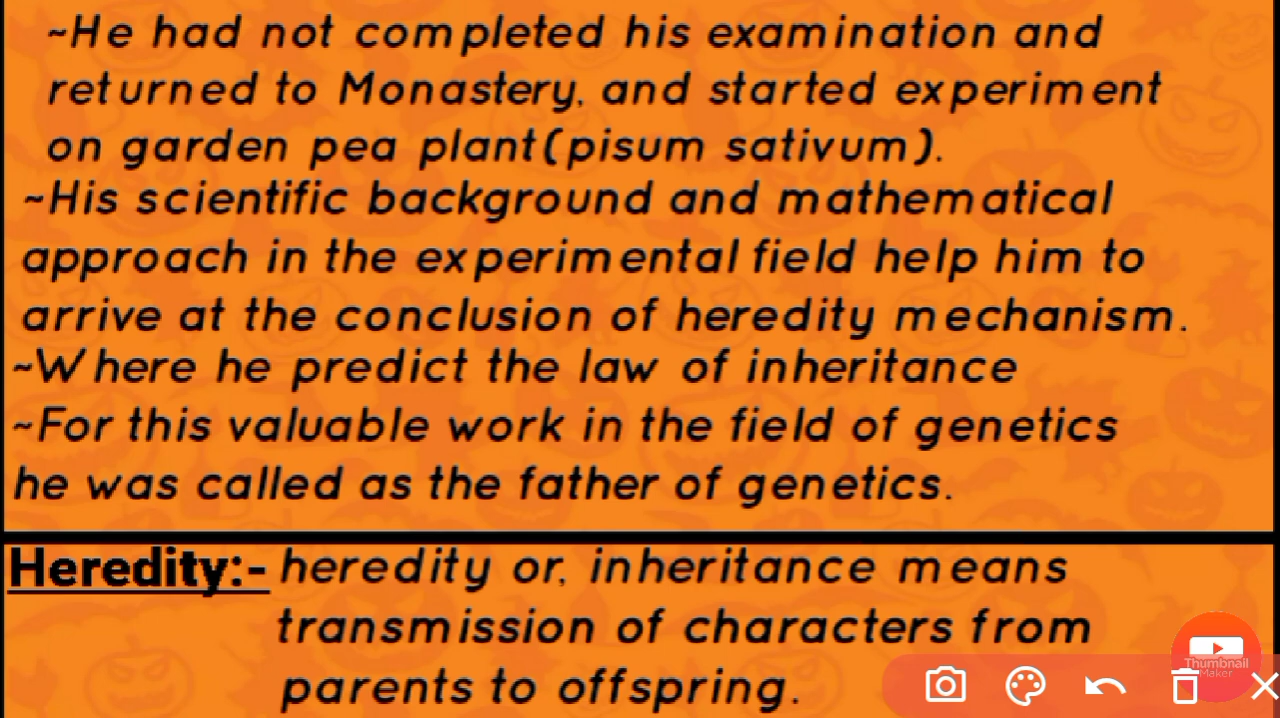 ~He had not completed his examination and
returned to Monastery, and started experiment
on garden pea plant(pisum sativum).
~His scientific background and mathematical
approach in the experimental field help him to
arrive at the conclusion of heredity mechanism.
~Where he predict the law of inheritance
~For this valuable work in the field of genetics
he was called as the father of genetics.
Heredity:- heredity or, inheritance means
transmission of characters from
parents to offspring.
Thumbnail
Maker